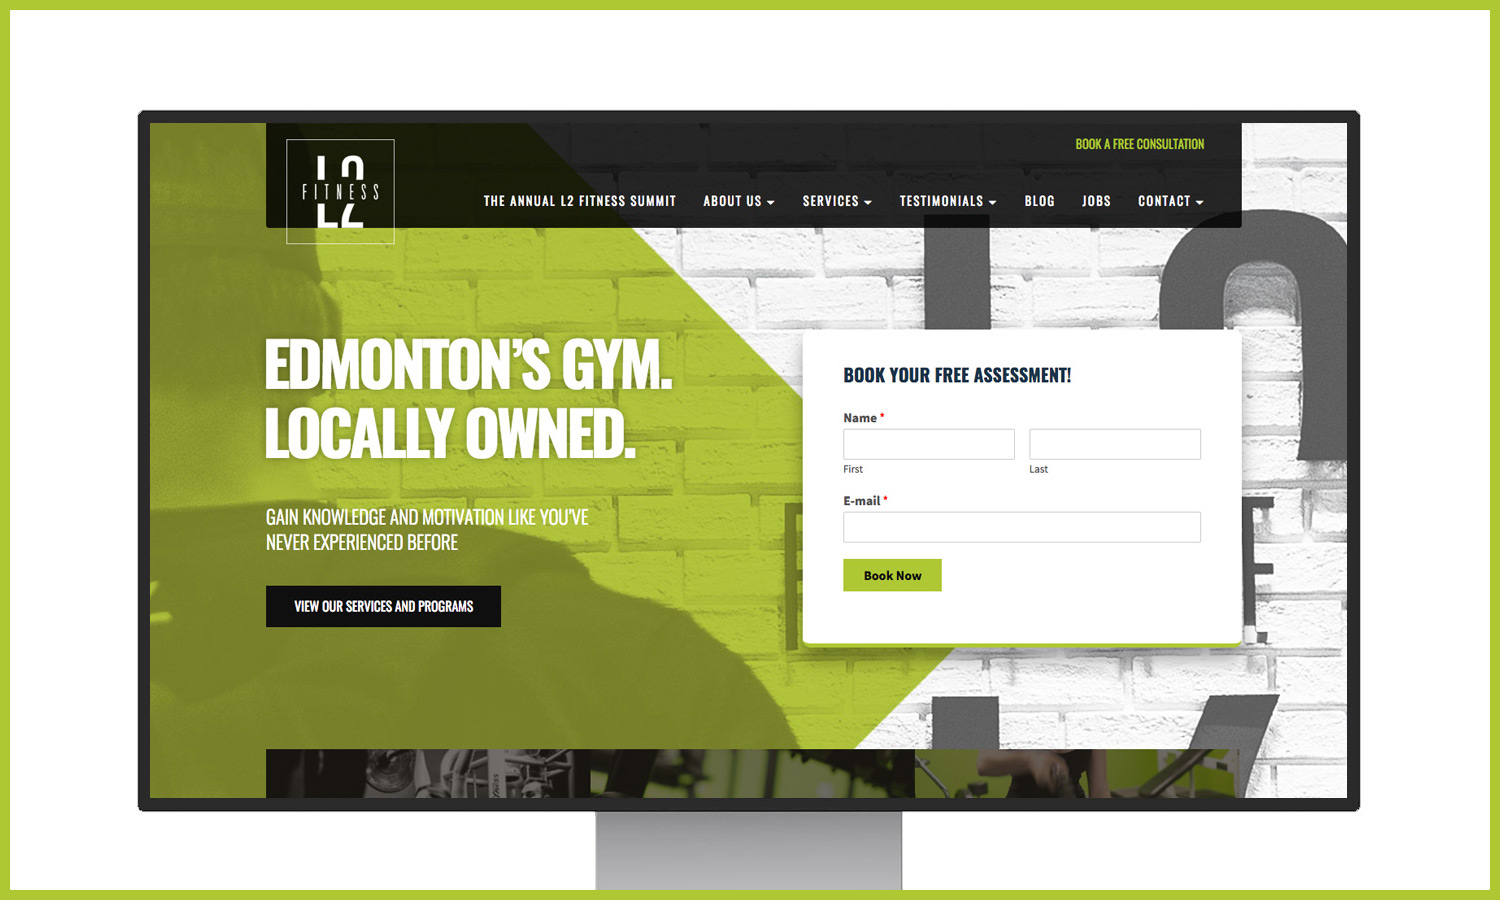 L2
FITNESS
BOOK A FREE CONSULTATION
THE ANNUAL L2 FITNESS SUMMIT ABOUT US SERVICES TESTIMONIALS BLOG JOBS CONTACT
EDMONTON'S GYM.
LOCALLY OWNED.
GAIN KNOWLEDGE AND MOTIVATION LIKE YOU'VE
NEVER EXPERIENCED BEFORE
VIEW OUR SERVICES AND PROGRAMS
BOOK YOUR FREE ASSESSMENT!
Name *
First Last
E-mail *
Book Now